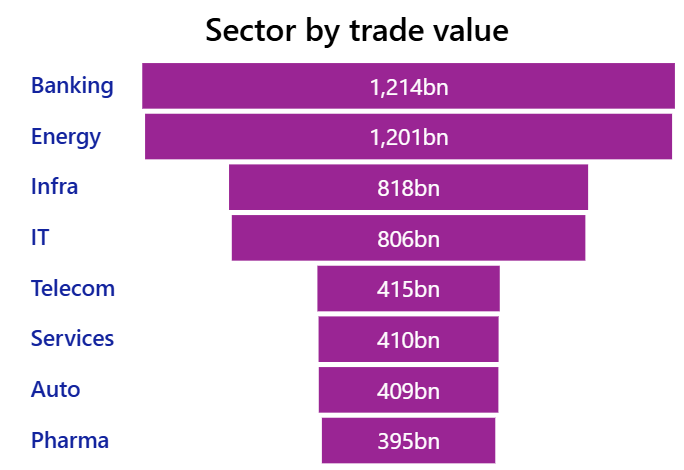 Sector by trade value
Banking 1,214bn
Energy 1,201bn
Infra 818bn
IT 806bn
Telecom 415bn
Services 410bn
Auto 409bn
Pharma 395bn